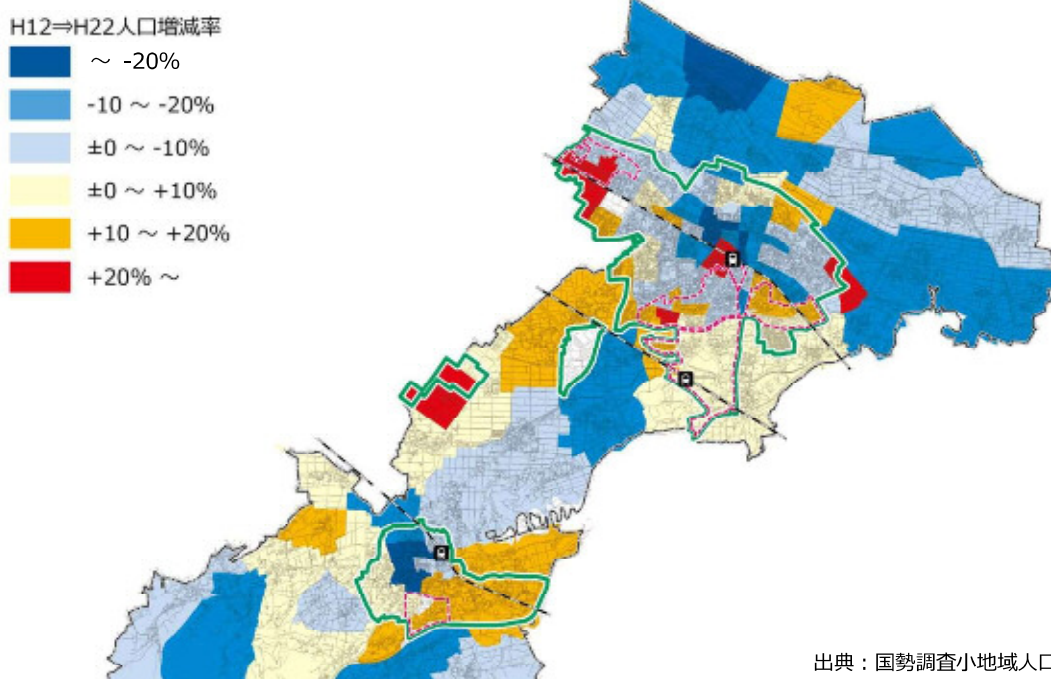 H12⇒H22人口増減率
～ -20%
-10 ～ -20%
±0 ～ -10%
±0 ～ +10%
+10 ～ +20%
+20% ～
出典：国勢調査小地域人口